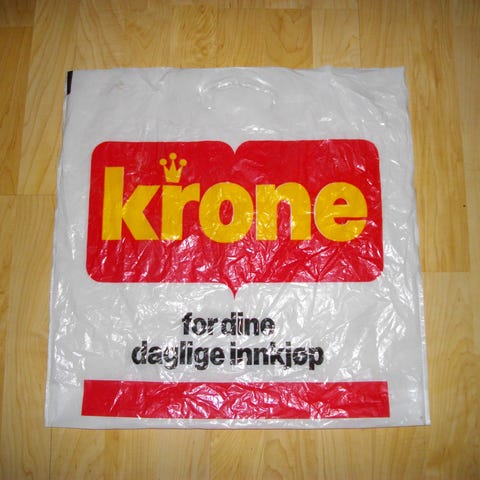 krone
for dine
daglige innkjøp